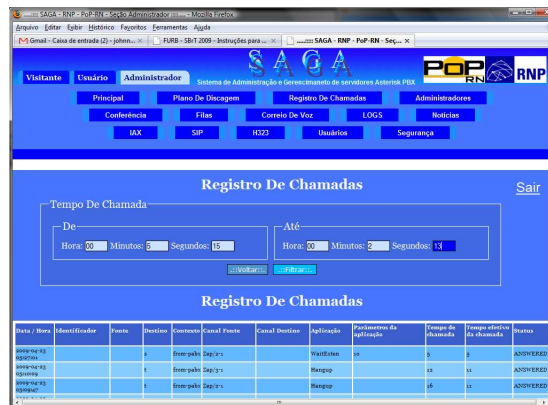 ....::::: SAGA - RNP - PoP-RN - Seção Administrador :::::.... - Mozilla Firefox
Arquivo Editar Exibir Histórico Favoritos Ferramentas Ajuda
Gmail - Caixa de entrada (2) - johnn... FURB - SBIT 2009 - Instruções para ... ....::::: SAGA - RNP - PoP-RN - Seç...
SAGA
Visitante Usuário Administrador
Sistema de Administração e Gerenciamento de servidores Asterisk PBX
POP RN RNP
Principal Plano De Discagem Registro De Chamadas Administradores
Conferência Filas Correio De Voz LOGS Notícias
IAX SIP H323 Usuários Segurança
Registro De Chamadas
Sair
Tempo De Chamada
De Até
Hora: 00 Minutos: 5 Segundos: 15 Hora: 00 Minutos: 2 Segundos: 13
.::Voltar::. .::Filtrar::.
Registro De Chamadas
Data / Hora Identificador Fonte Destino Contexto Canal Fonte Canal Destino Aplicação Parâmetros da aplicação Tempo de chamada Tempo efetivo da chamada Status
s from-pabx Zap/2-1 WaitExten 10 ANSWERED
t from-pabx Zap/3-1 Hangup 12 11 ANSWERED
t from-pabx Zap/2-1 Hangup 16 11 ANSWERED